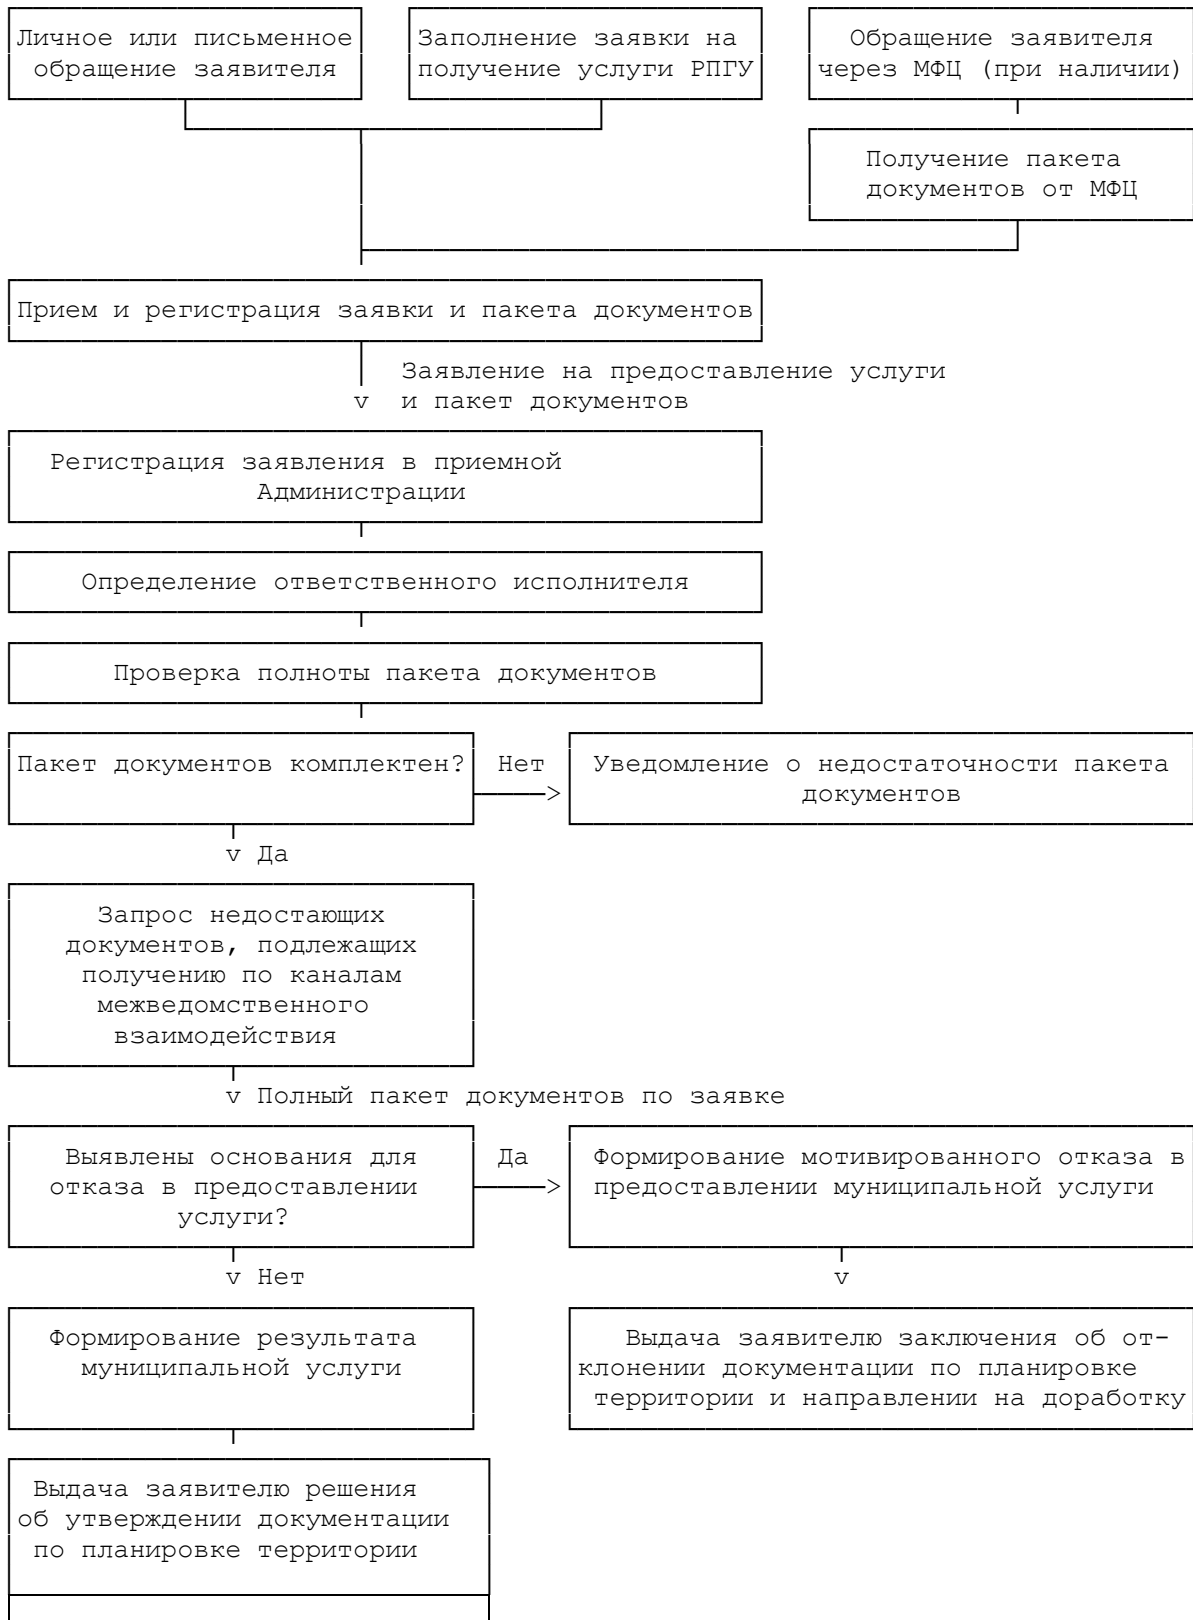 Личное или письменное
обращение заявителя
Заполнение заявки на
получение услуги РПГУ
Обращение заявителя
через МФЦ (при наличии)
Получение пакета
документов от МФЦ
Прием и регистрация заявки и пакета документов
Заявление на предоставление услуги
v и пакет документов
Регистрация заявления в приемной
Администрации
Определение ответственного исполнителя
Проверка полноты пакета документов
Пакет документов комплектен?
Нет
>
Уведомление о недостаточности пакета
документов
v Да
Запрос недостающих
документов, подлежащих
получению по каналам
межведомственного
взаимодействия
v Полный пакет документов по заявке
Выявлены основания для
отказа в предоставлении
услуги?
Да
>
Формирование мотивированного отказа в
предоставлении муниципальной услуги
v Нет
v
Формирование результата
муниципальной услуги
Выдача заявителю заключения об от-
клонении документации по планировке
территории и направлении на доработку
Выдача заявителю решения
об утверждении документации
по планировке территории